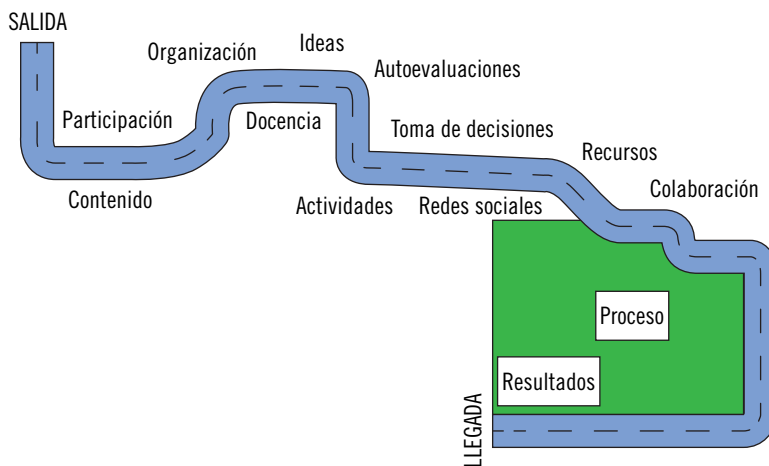 SALIDA
Ideas
Organización
Autoevaluaciones
Participación
Docencia
Toma de decisiones
Recursos
Colaboración
Contenido
Actividades
Redes sociales
Proceso
Resultados
LLEGADA